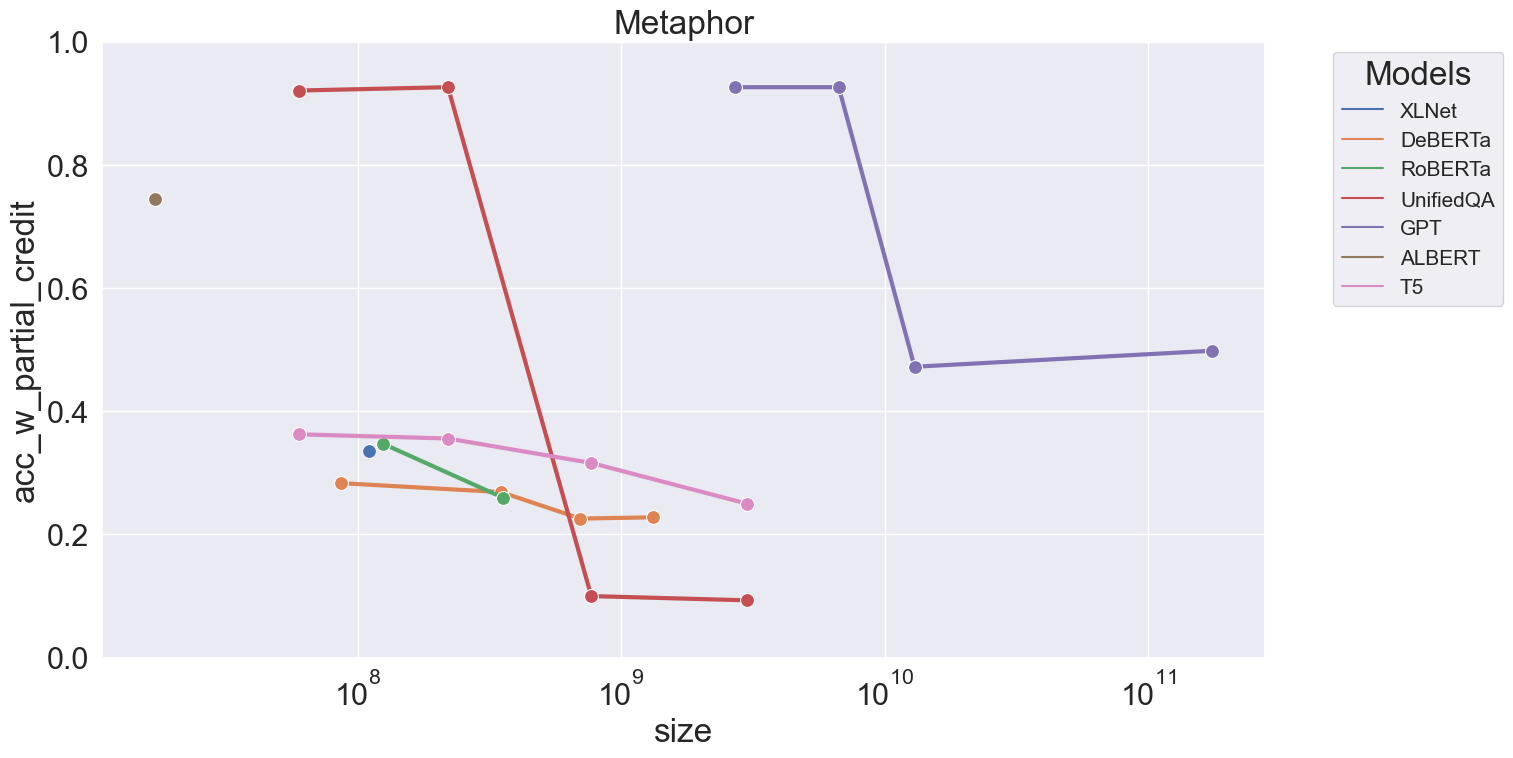 Metaphor
1.0
0.8
0.6
0.4
0.2
0.0
acc_w_partial_credit
10^8
10^9
10^10
10^11
size
Models
XLNet
DeBERTa
RoBERTa
UnifiedQA
GPT
ALBERT
T5